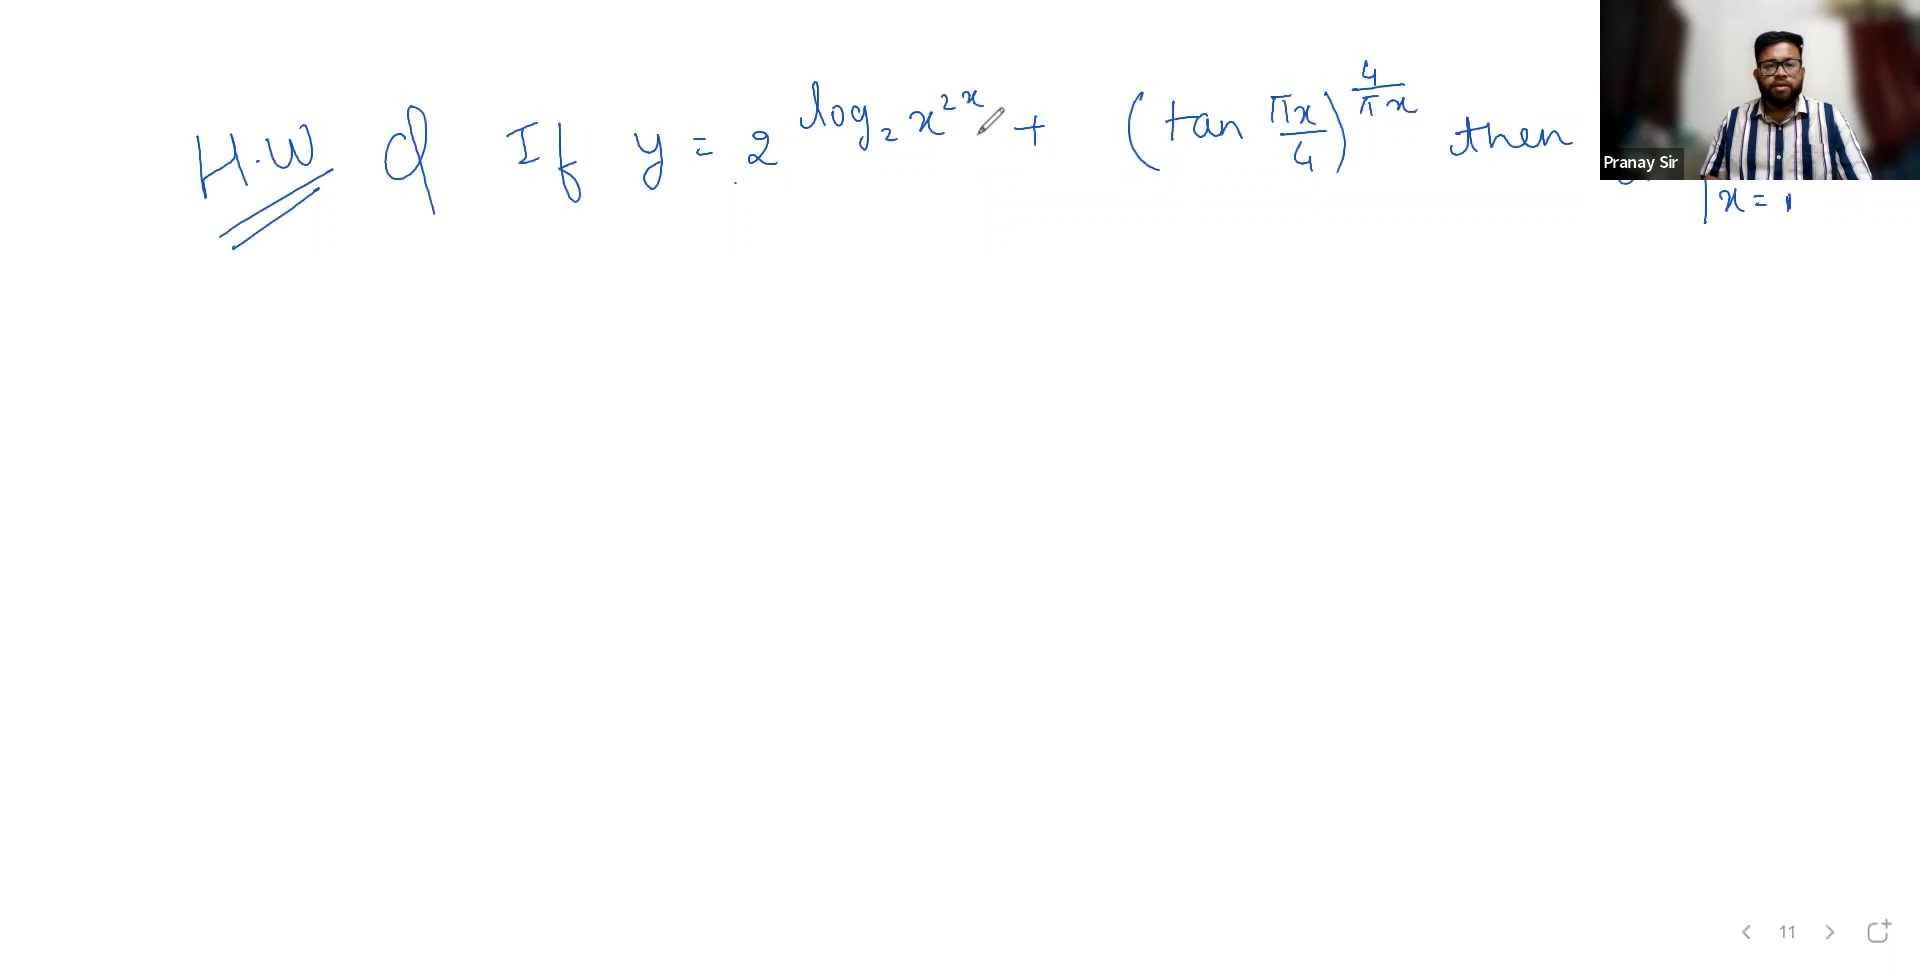 H.W Q If y = 2^{log_2 x^{2x}} + (tan πx/4)^{4/πx} then
| x = 1
Pranay Sir
11